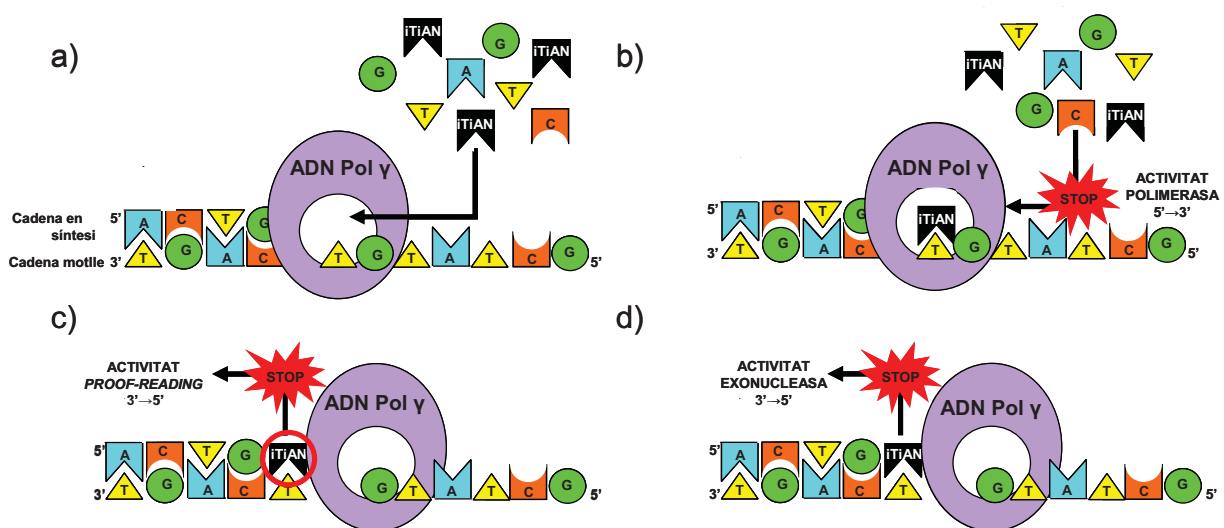 a)
iTiAN
G
G
iTiAN
A
T
T
iTiAN
C
ADN Pol γ
Cadena en
síntesi
5’ A C T G
Cadena motlle 3’ T G A C T G T A T C G 5’
b)
T
G
iTiAN
A
T
G
C
iTiAN
ADN Pol γ
STOP
ACTIVITAT
POLIMERASA
5’→3’
5’ A C T G iTiAN
3’ T G A C T G T A T C G 5’
c)
ACTIVITAT
PROOF-READING
3’→5’
STOP
ADN Pol γ
5’ A C T G iTiAN
3’ T G A C T G T A T C G 5’
d)
ACTIVITAT
EXONUCLEASA
3’→5’
STOP
ADN Pol γ
5’ A C T G iTiAN
3’ T G A C T G T A T C G 5’